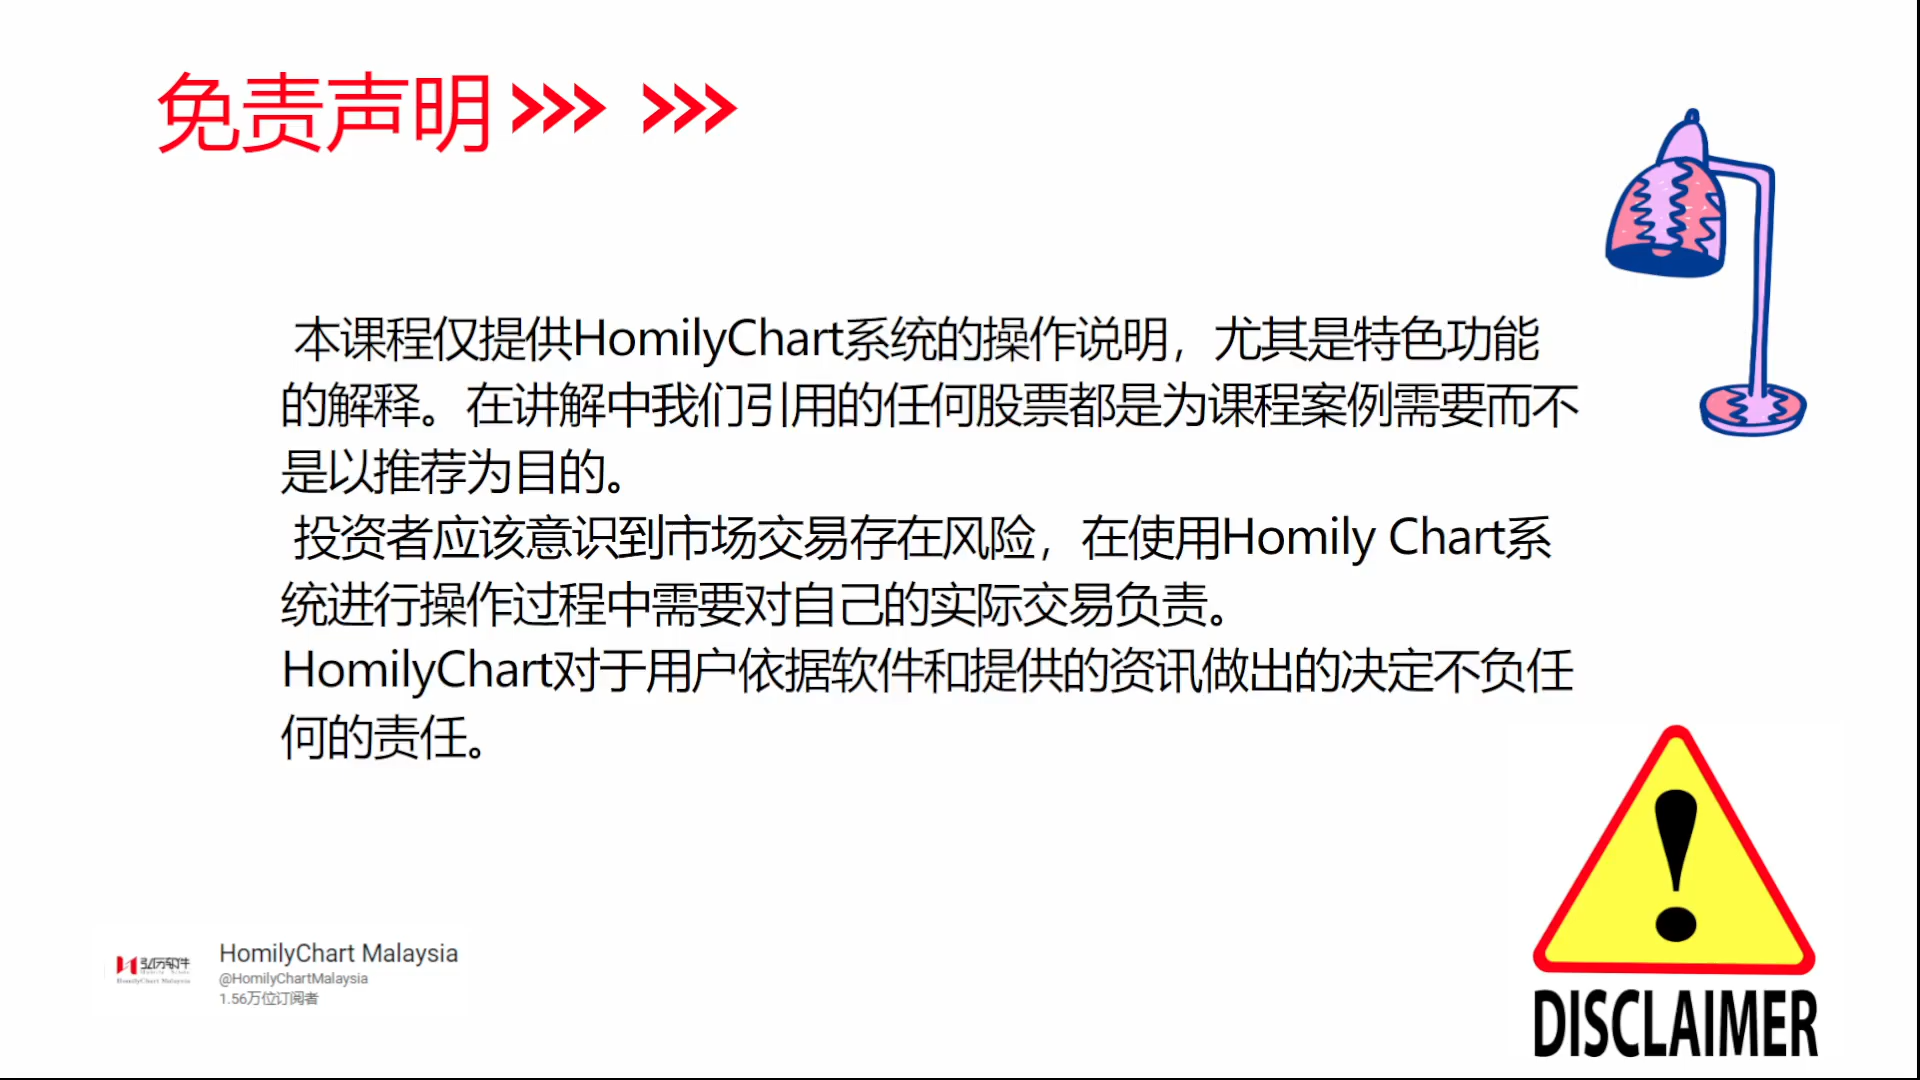 免责声明
本课程仅提供HomilyChart系统的操作说明，尤其是特色功能
的解释。在讲解中我们引用的任何股票都是为课程案例需要而不
是以推荐为目的。
投资者应该意识到市场交易存在风险，在使用Homily Chart系
统进行操作过程中需要对自己的实际交易负责。
HomilyChart对于用户依据软件和提供的资讯做出的决定不负任
何的责任。
弘历软件
HomilyChart Malaysia
HomilyChart Malaysia
@HomilyChartMalaysia
1.56万位订阅者
DISCLAIMER